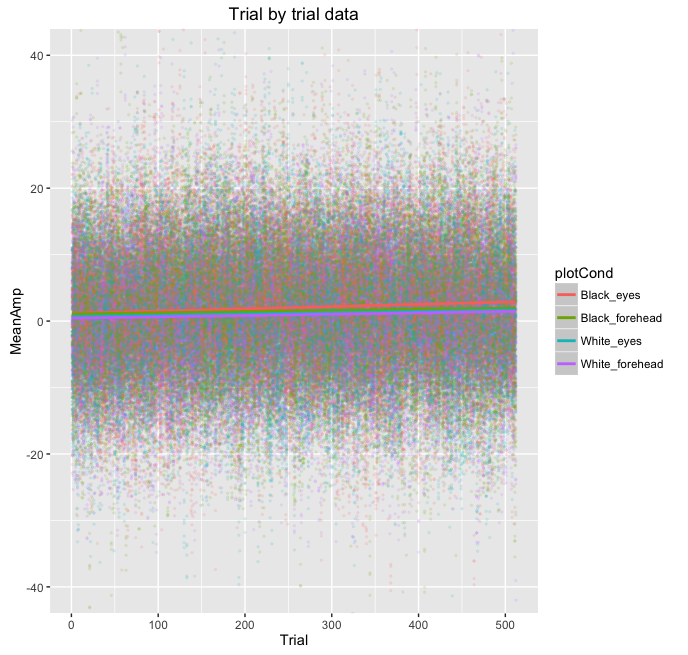 Trial by trial data
MeanAmp
40
20
0
-20
-40
0 100 200 300 400 500
Trial
plotCond
Black_eyes
Black_forehead
White_eyes
White_forehead